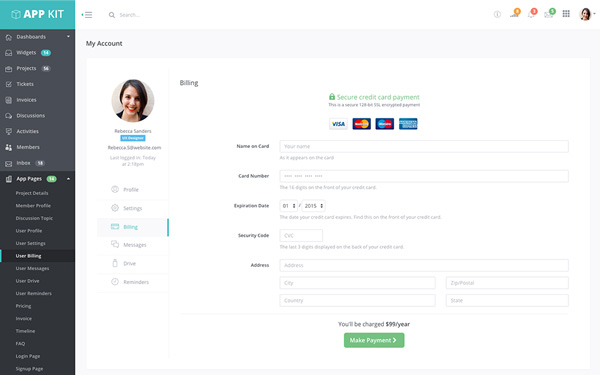 APP KIT
Search...
4
3
5
Dashboards
Widgets 14
Projects 56
Tickets
Invoices
Discussions
Activities
Members
Inbox 18
App Pages 14
Project Details
Member Profile
Discussion Topic
User Profile
User Settings
User Billing
User Messages
User Drive
User Reminders
Pricing
Invoice
Timeline
FAQ
Login Page
Signup Page
My Account
Rebecca Sanders
UX Designer
Rebecca.S@website.com
Last logged in: Today
at 2:18pm
Profile
Settings
Billing
Messages
Drive
Reminders
Billing
Secure credit card payment
This is a secure 128-bit SSL encrypted payment
VISA
MasterCard
Maestro
AMERICAN EXPRESS
Name on Card
Your name
As it appears on the card
Card Number
The 16 digits on the front of your credit card.
Expiration Date
01 / 2015
The date your credit card expires. Find this on the front of your credit card.
Security Code
CVC
The last 3 digits displayed on the back of your credit card.
Address
Address
City
Zip/Postal
Country
State
You'll be charged $99/year
Make Payment